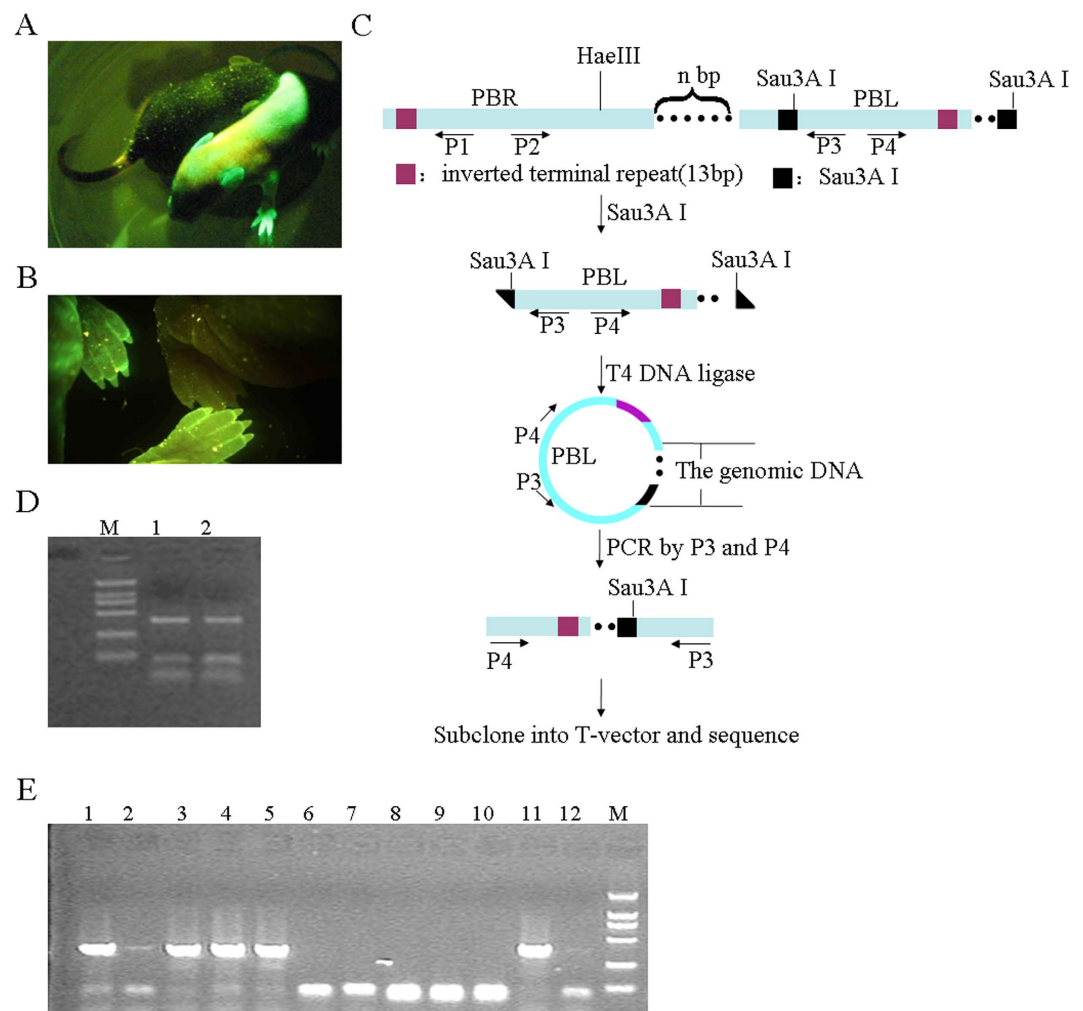 A
B
C
HaeIII
n bp
Sau3A I
Sau3A I
PBR
PBL
P1
P2
P3
P4
: inverted terminal repeat(13bp)
: Sau3A I
Sau3A I
Sau3A I
PBL
Sau3A I
P3
P4
T4 DNA ligase
P4
PBL
P3
The genomic DNA
PCR by P3 and P4
Sau3A I
P4
P3
Subclone into T-vector and sequence
D
M 1 2
E
1 2 3 4 5 6 7 8 9 10 11 12 M